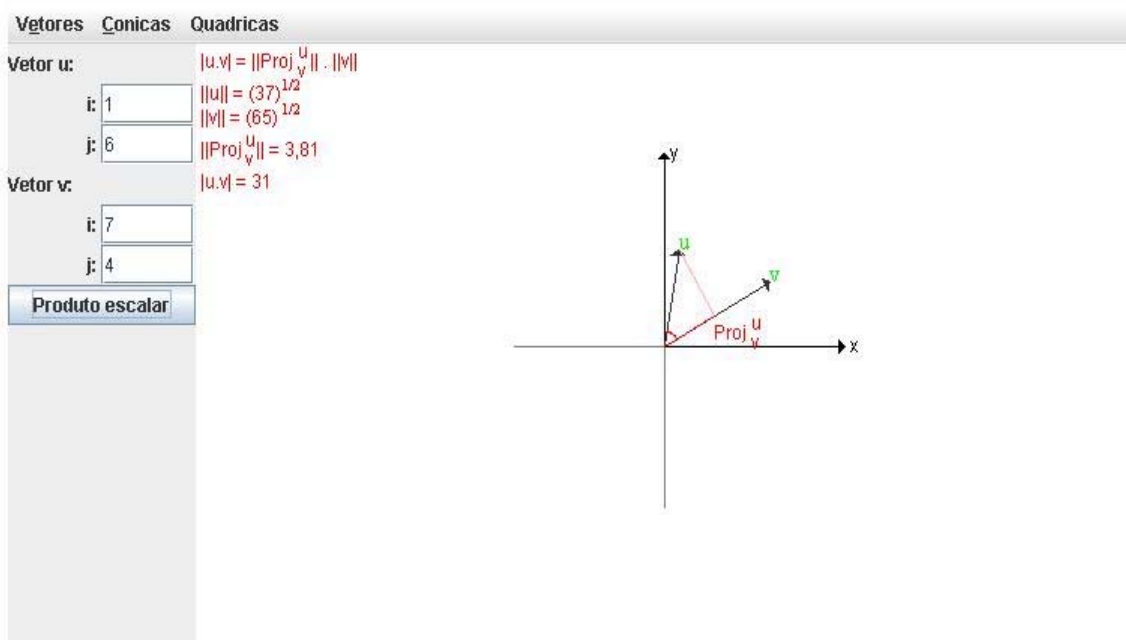 Vetores Conicas Quadricas
Vetor u:
i: 1
j: 6
Vetor v:
i: 7
j: 4
Produto escalar
|u.v| = ||Proj u v|| . ||v||
||u|| = (37) 1/2
||v|| = (65) 1/2
||Proj u v|| = 3,81
|u.v| = 31
y
u
v
Proj u v
x